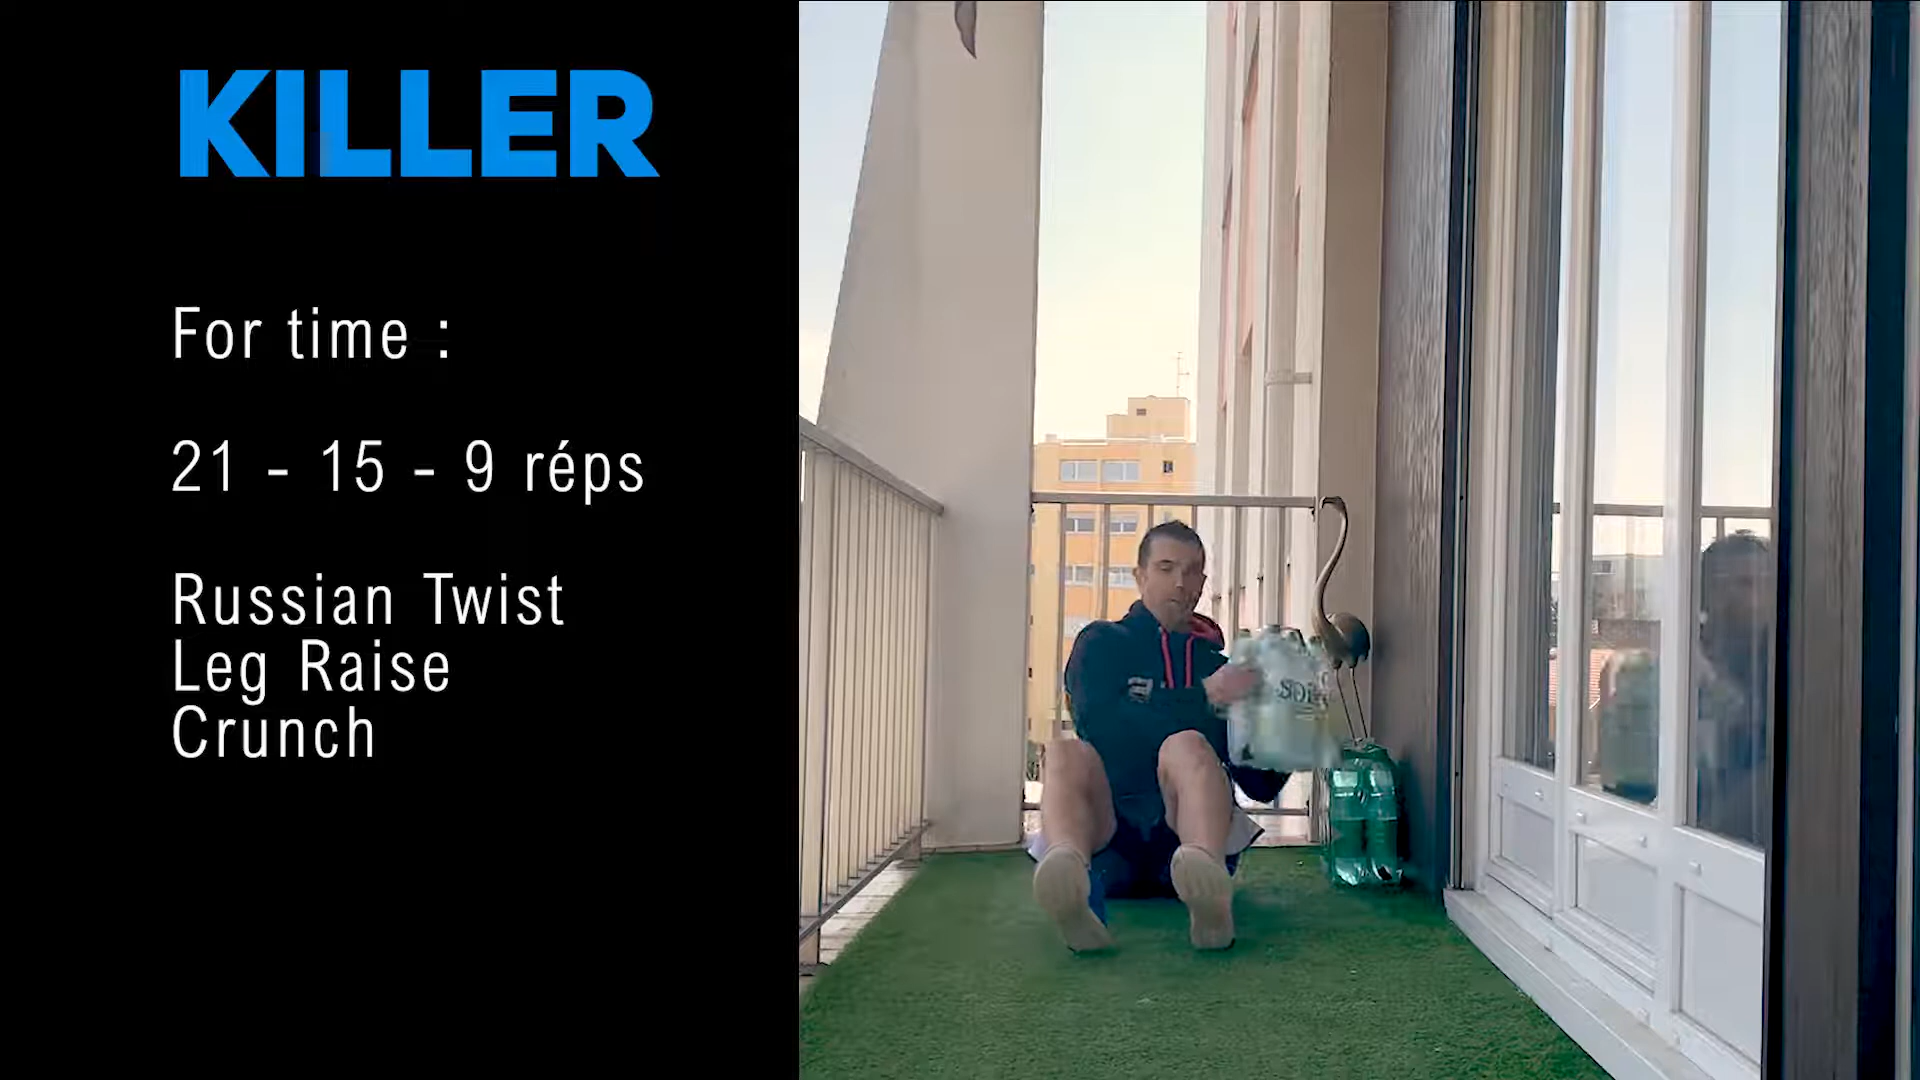 KILLER
For time :
21 - 15 - 9 réps
Russian Twist
Leg Raise
Crunch